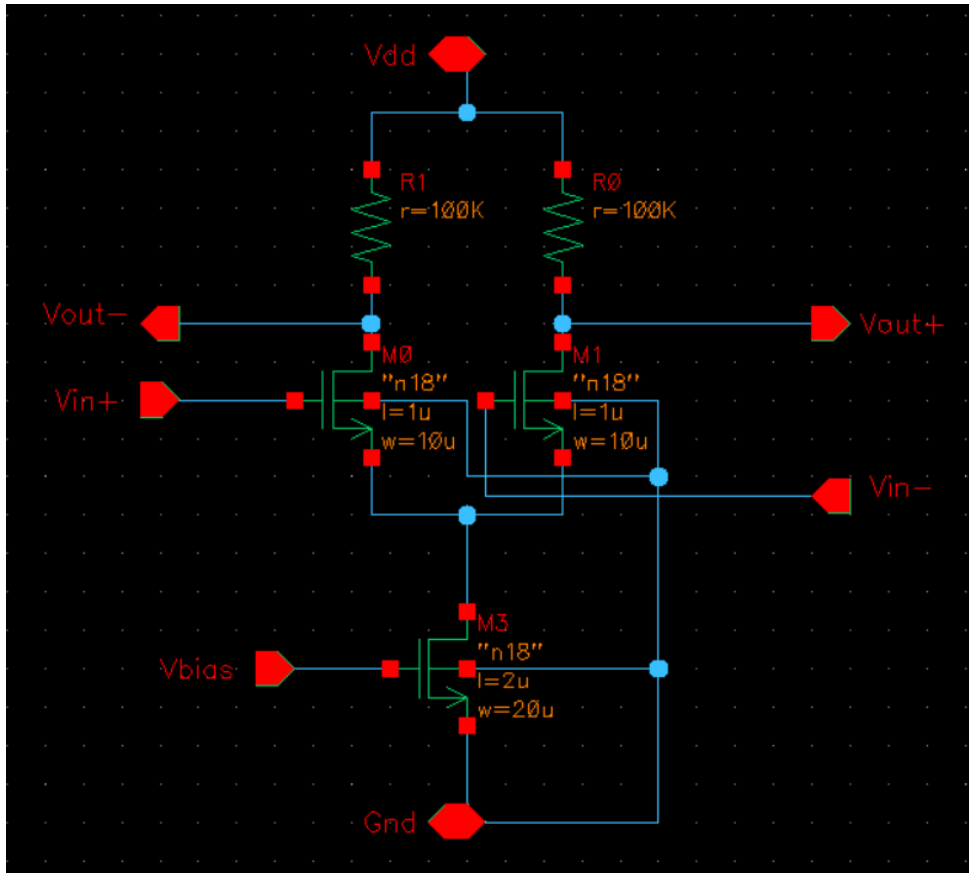 Vdd
R1
r=100K
R0
r=100K
Vout-
Vout+
M0
"n18"
l=1u
w=10u
M1
"n18"
l=1u
w=10u
Vin+
Vin-
M3
"n18"
l=2u
w=20u
Vbias
Gnd